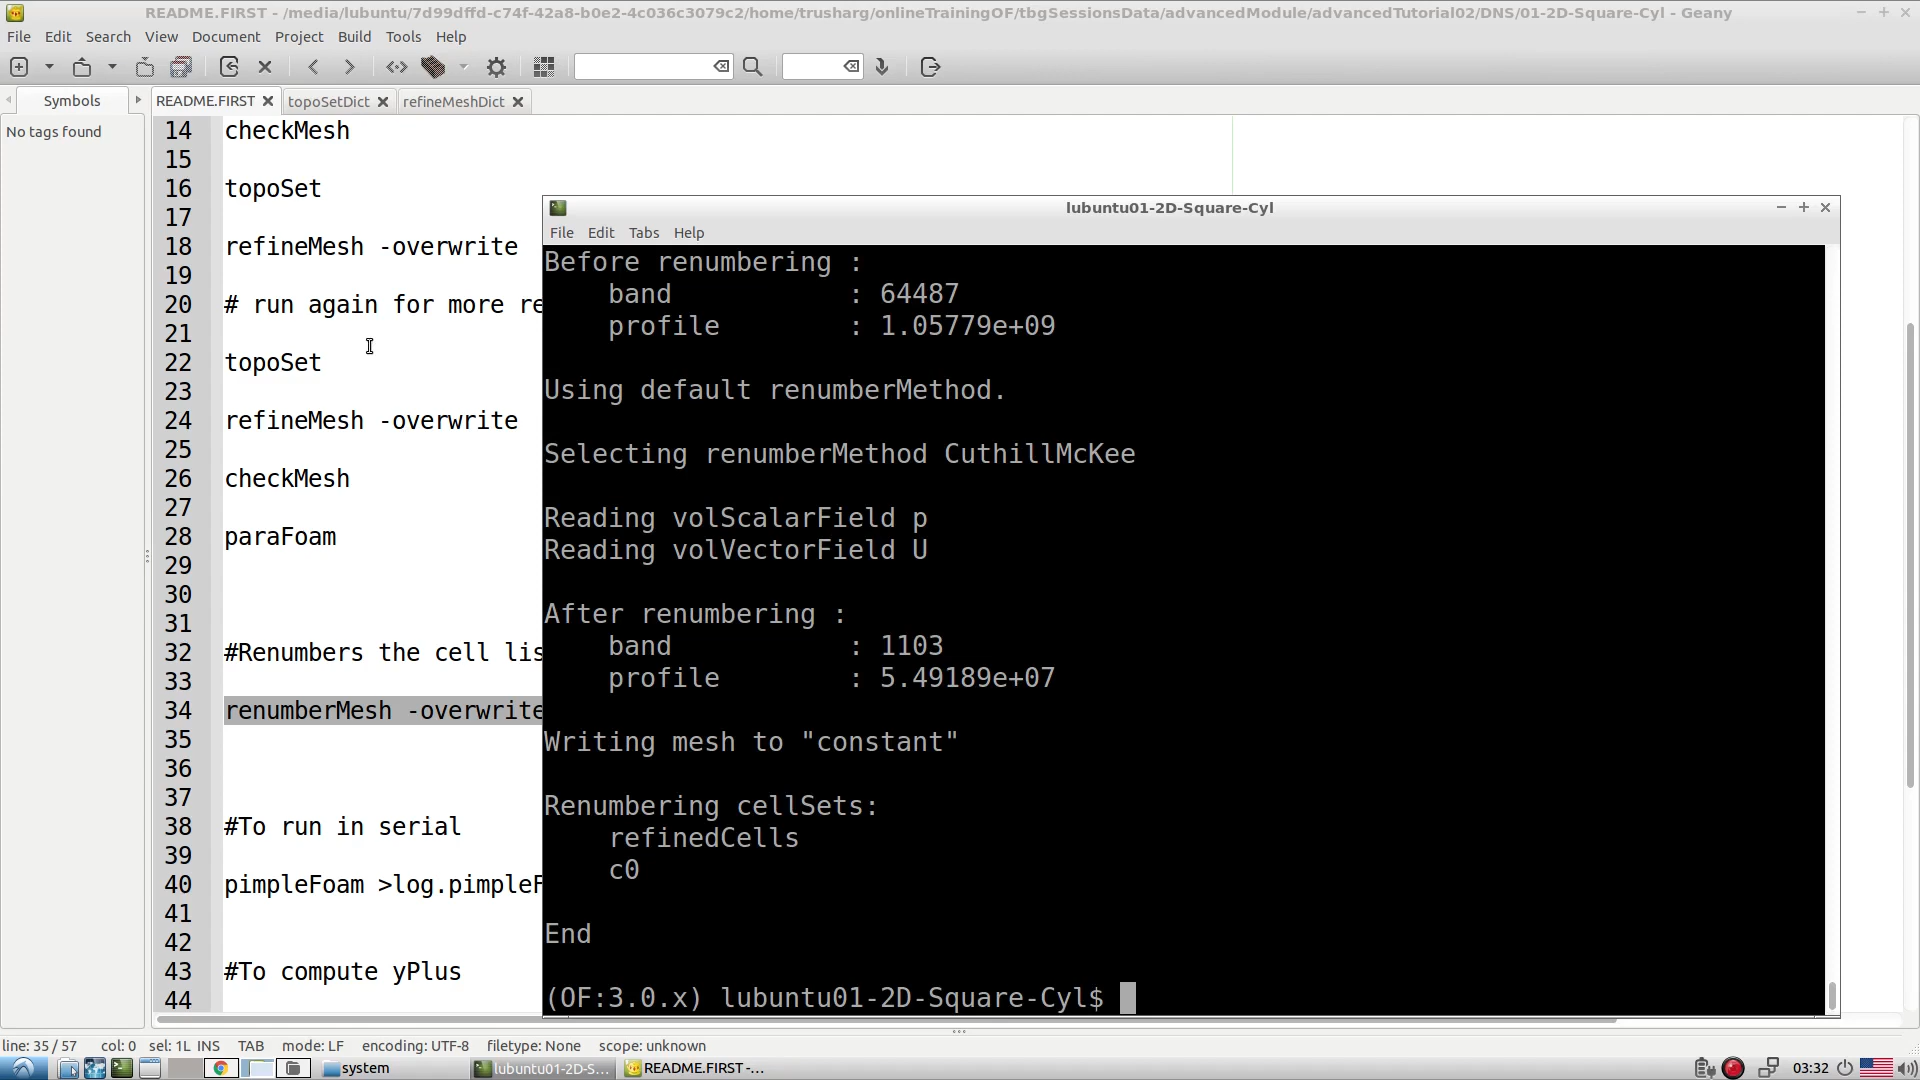 README.FIRST - /media/lubuntu/7d99dffd-c74f-42a8-b0e2-4c036c3079c2/home/trusharg/onlineTrainingOF/tbgSessionsData/advancedModule/advancedTutorial02/DNS/01-2D-Square-Cyl - Geany
File Edit Search View Document Project Build Tools Help
Symbols README.FIRST topoSetDict refineMeshDict
No tags found
14 checkMesh
15
16 topoSet
17
18 refineMesh -overwrite
19
20 # run again for more re
21
22 topoSet
23
24 refineMesh -overwrite
25
26 checkMesh
27
28 paraFoam
29
30
31
32 #Renumbers the cell lis
33
34 renumberMesh -overwrite
35
36
37
38 #To run in serial
39
40 pimpleFoam >log.pimpleF
41
42
43 #To compute yPlus
44
lubuntu01-2D-Square-Cyl
File Edit Tabs Help
Before renumbering :
band : 64487
profile : 1.05779e+09
Using default renumberMethod.
Selecting renumberMethod CuthillMcKee
Reading volScalarField p
Reading volVectorField U
After renumbering :
band : 1103
profile : 5.49189e+07
Writing mesh to "constant"
Renumbering cellSets:
refinedCells
c0
End
(OF:3.0.x) lubuntu01-2D-Square-Cyl$
line: 35 / 57 col: 0 sel: 1L INS TAB mode: LF encoding: UTF-8 filetype: None scope: unknown
system lubuntu01-2D-S... README.FIRST -... 03:32